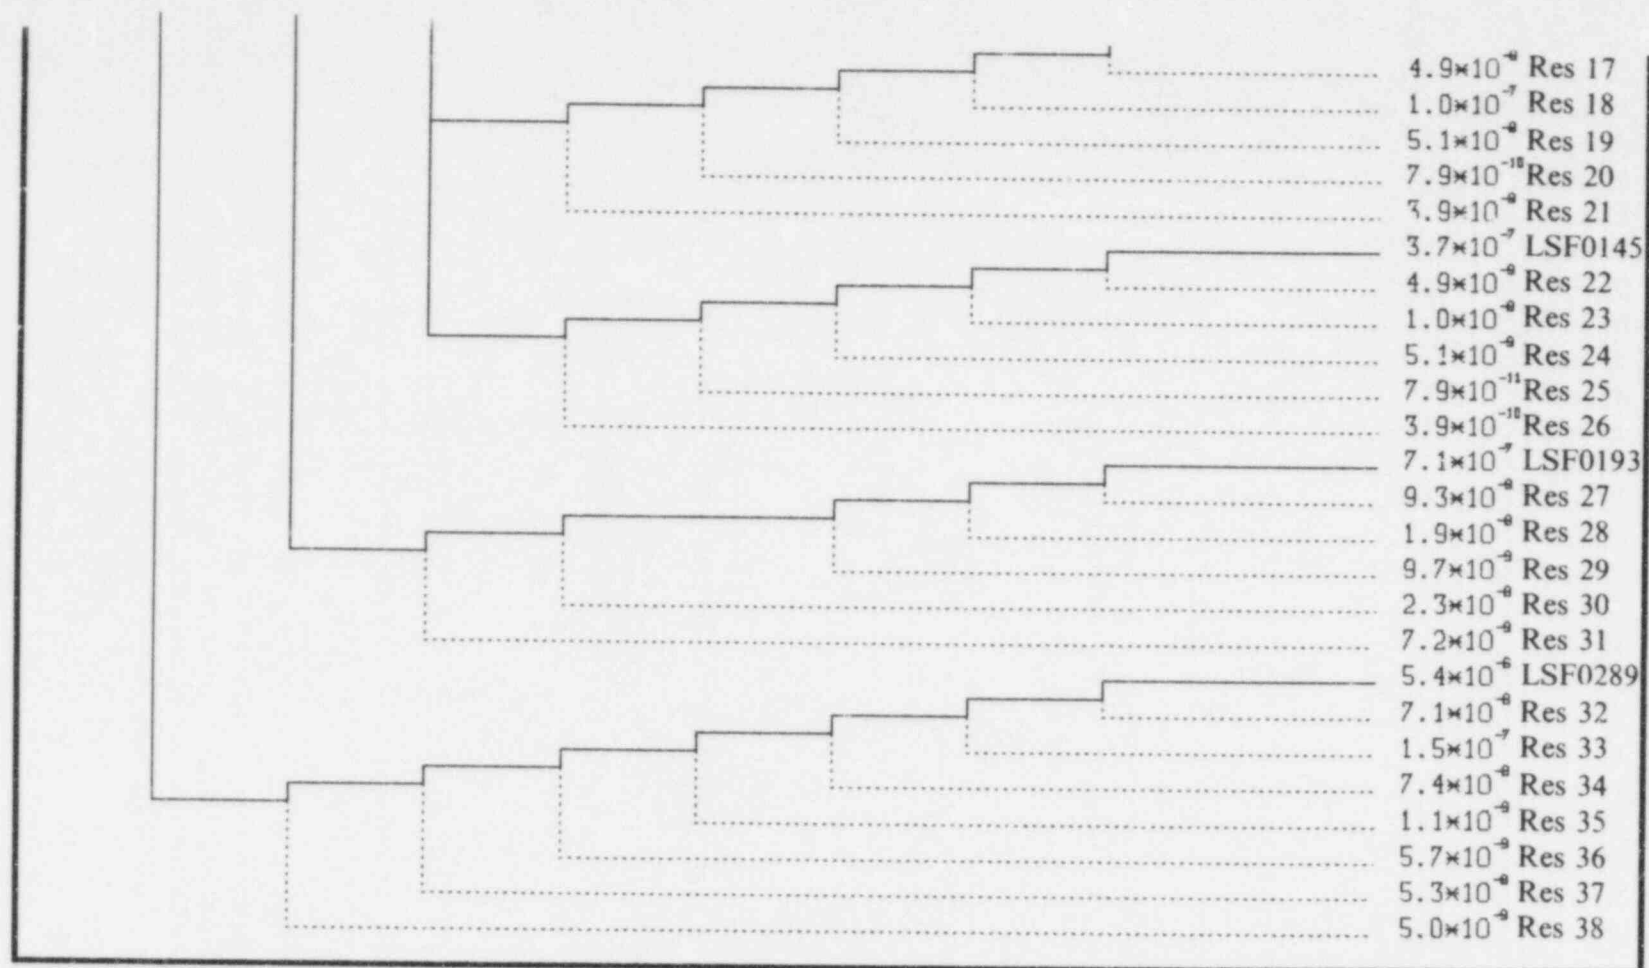 4.9*10⁻⁸ Res 17
1.0*10⁻⁷ Res 18
5.1*10⁻⁸ Res 19
7.9*10⁻¹⁰ Res 20
3.9*10⁻⁹ Res 21
3.7*10⁻⁷ LSF0145
4.9*10⁻⁹ Res 22
1.0*10⁻⁸ Res 23
5.1*10⁻⁹ Res 24
7.9*10⁻¹¹ Res 25
3.9*10⁻¹⁰ Res 26
7.1*10⁻⁷ LSF0193
9.3*10⁻⁹ Res 27
1.9*10⁻⁸ Res 28
9.7*10⁻⁹ Res 29
2.3*10⁻⁸ Res 30
7.2*10⁻⁹ Res 31
5.4*10⁻⁶ LSF0289
7.1*10⁻⁸ Res 32
1.5*10⁻⁷ Res 33
7.4*10⁻⁸ Res 34
1.1*10⁻⁹ Res 35
5.7*10⁻⁹ Res 36
5.3*10⁻⁸ Res 37
5.0*10⁻⁹ Res 38